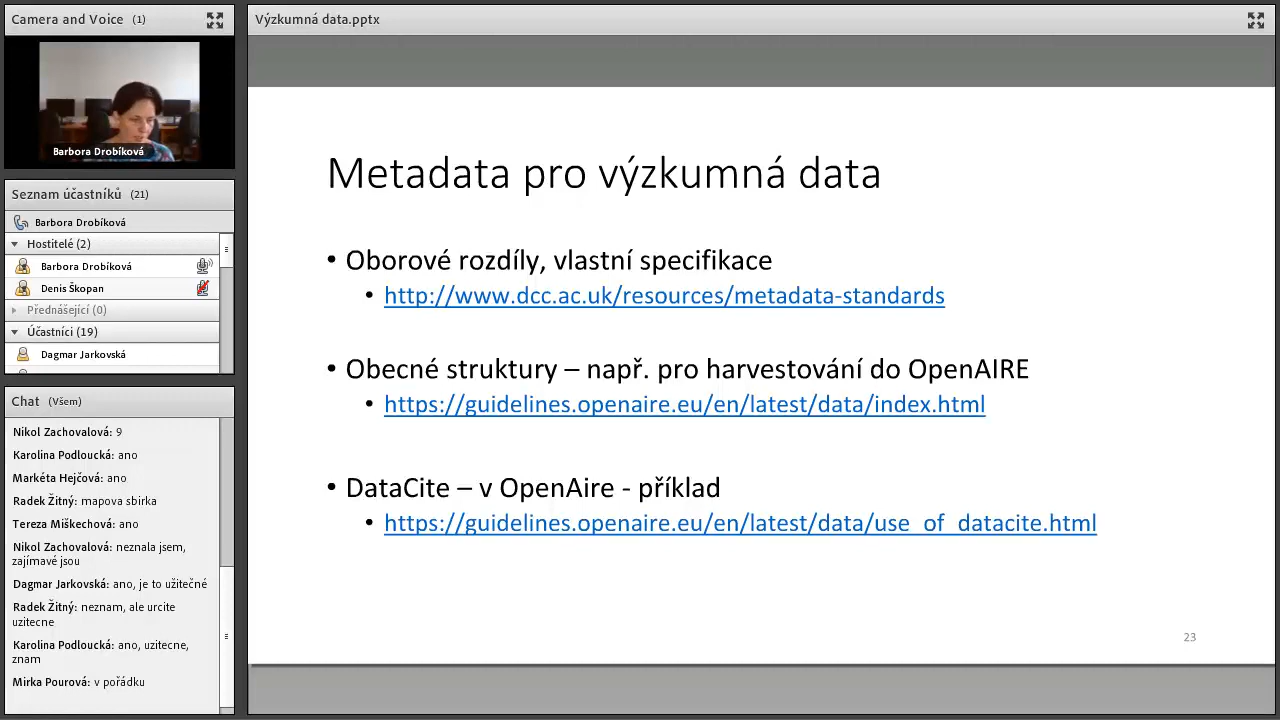 Camera and Voice (1)
Barbora Drobíková
Seznam účastníků (21)
Barbora Drobíková
Hostitelé (2)
Barbora Drobíková
Denis Škopan
Přednášející (0)
Účastníci (19)
Dagmar Jarkovská
Chat (Všem)
Nikol Zachovalová: 9
Karolína Podloucká: ano
Markéta Hejčová: ano
Radek Žitný: mapova sbirka
Tereza Miškechová: ano
Nikol Zachovalová: neznala jsem,
zajímavé jsou
Dagmar Jarkovská: ano, je to užitečné
Radek Žitný: neznam, ale urcite
uzitecne
Karolina Podloucká: ano, uzitecne,
znam
Mirka Pourová: v pořádku
Výzkumná data.pptx
Metadata pro výzkumná data
• Oborové rozdíly, vlastní specifikace
• http://www.dcc.ac.uk/resources/metadata-standards
• Obecné struktury – např. pro harvestování do OpenAIRE
• https://guidelines.openaire.eu/en/latest/data/index.html
• DataCite – v OpenAire - příklad
• https://guidelines.openaire.eu/en/latest/data/use_of_datacite.html
23